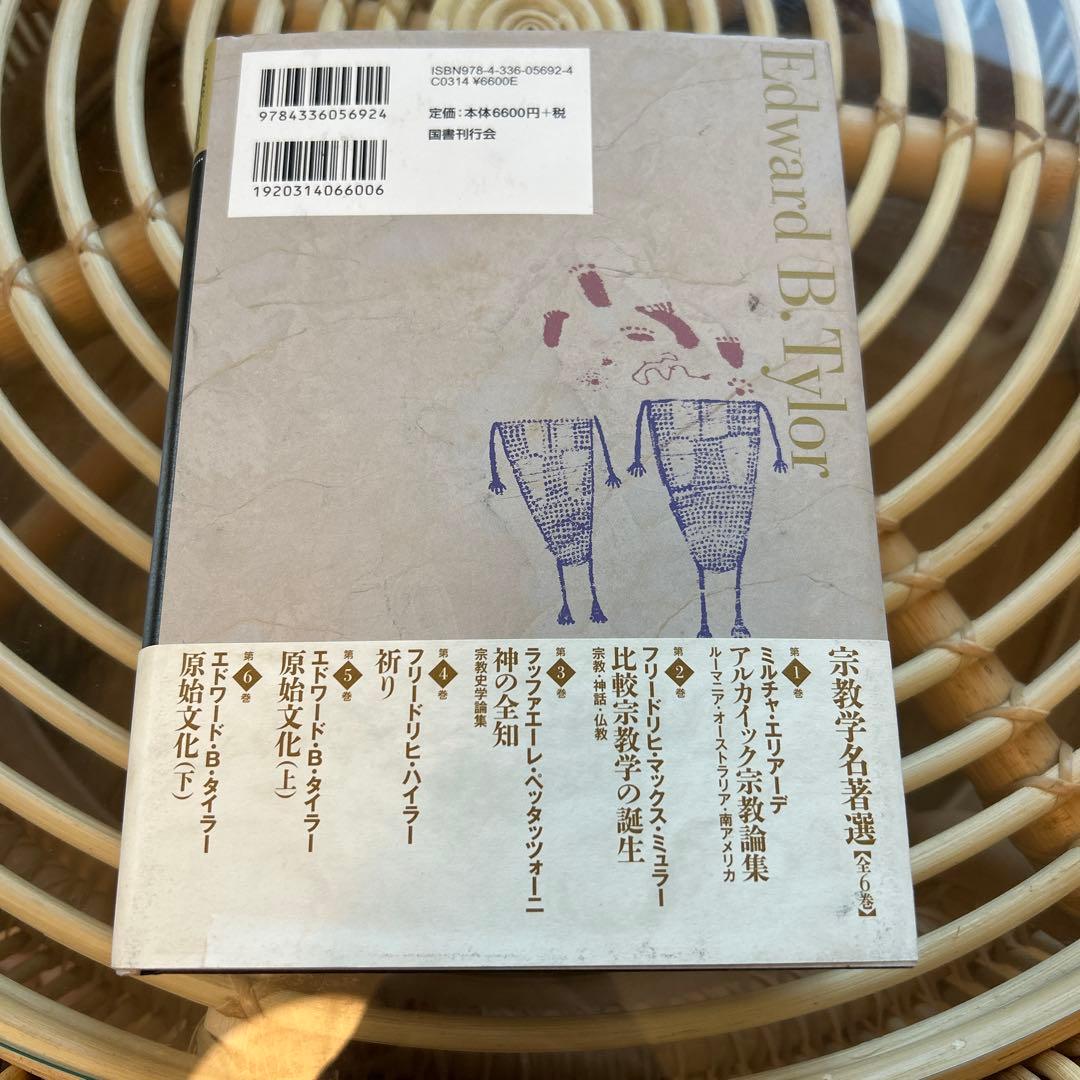 ISBN978-4-336-05692-4
C0314 ¥6600E
9784336056924
定価：本体6600円＋税
国書刊行会
1920314066006
Edward B. Tylor
宗教学名著選【全6巻】
第1巻
ミルチャ・エリアーデ
アルカイック宗教論集
ルーマニア・オーストラリア・南アメリカ
第2巻
フリードリヒ・マックス・ミュラー
比較宗教学の誕生
宗教・神話・仏教
第3巻
ラッファエーレ・ペッタッツォーニ
神の全知
宗教史学論集
第4巻
フリードリヒ・ハイラー
祈り
第5巻
エドワード・B・タイラー
原始文化（上）
第6巻
エドワード・B・タイラー
原始文化（下）